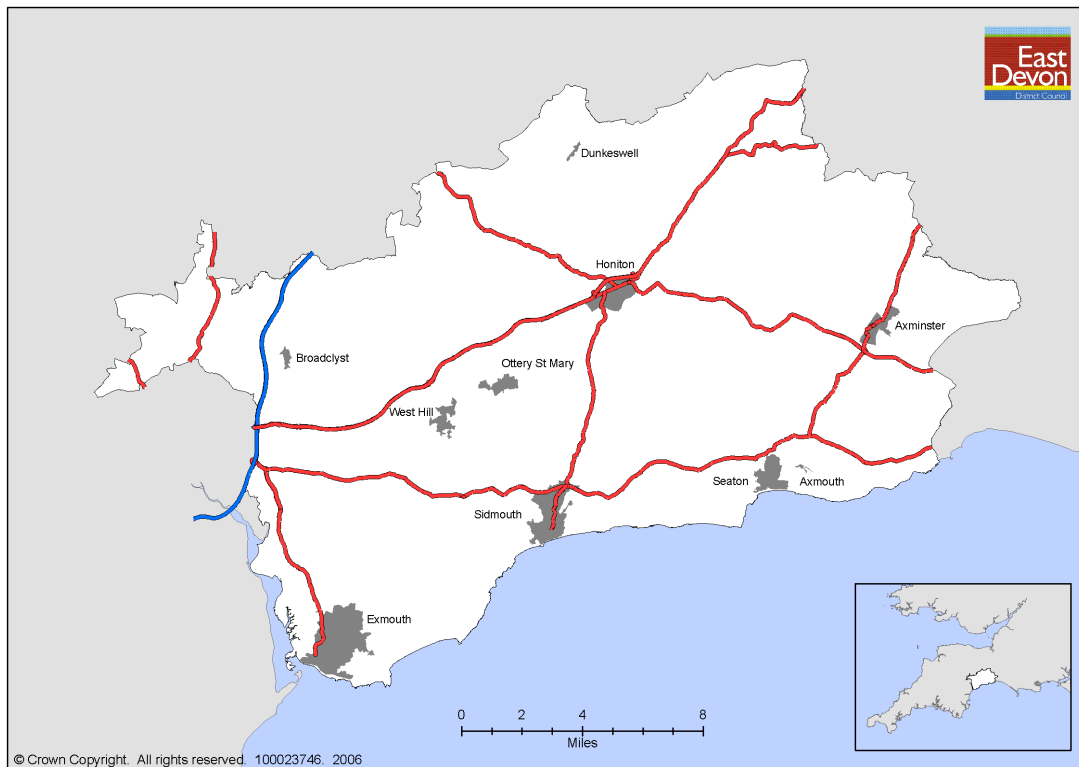 East
Devon
District Council
Dunkeswell
Honiton
Axminster
Broadclyst
Ottery St Mary
West Hill
Seaton
Axmouth
Sidmouth
Exmouth
0 2 4 8
Miles
© Crown Copyright. All rights reserved. 100023746. 2006